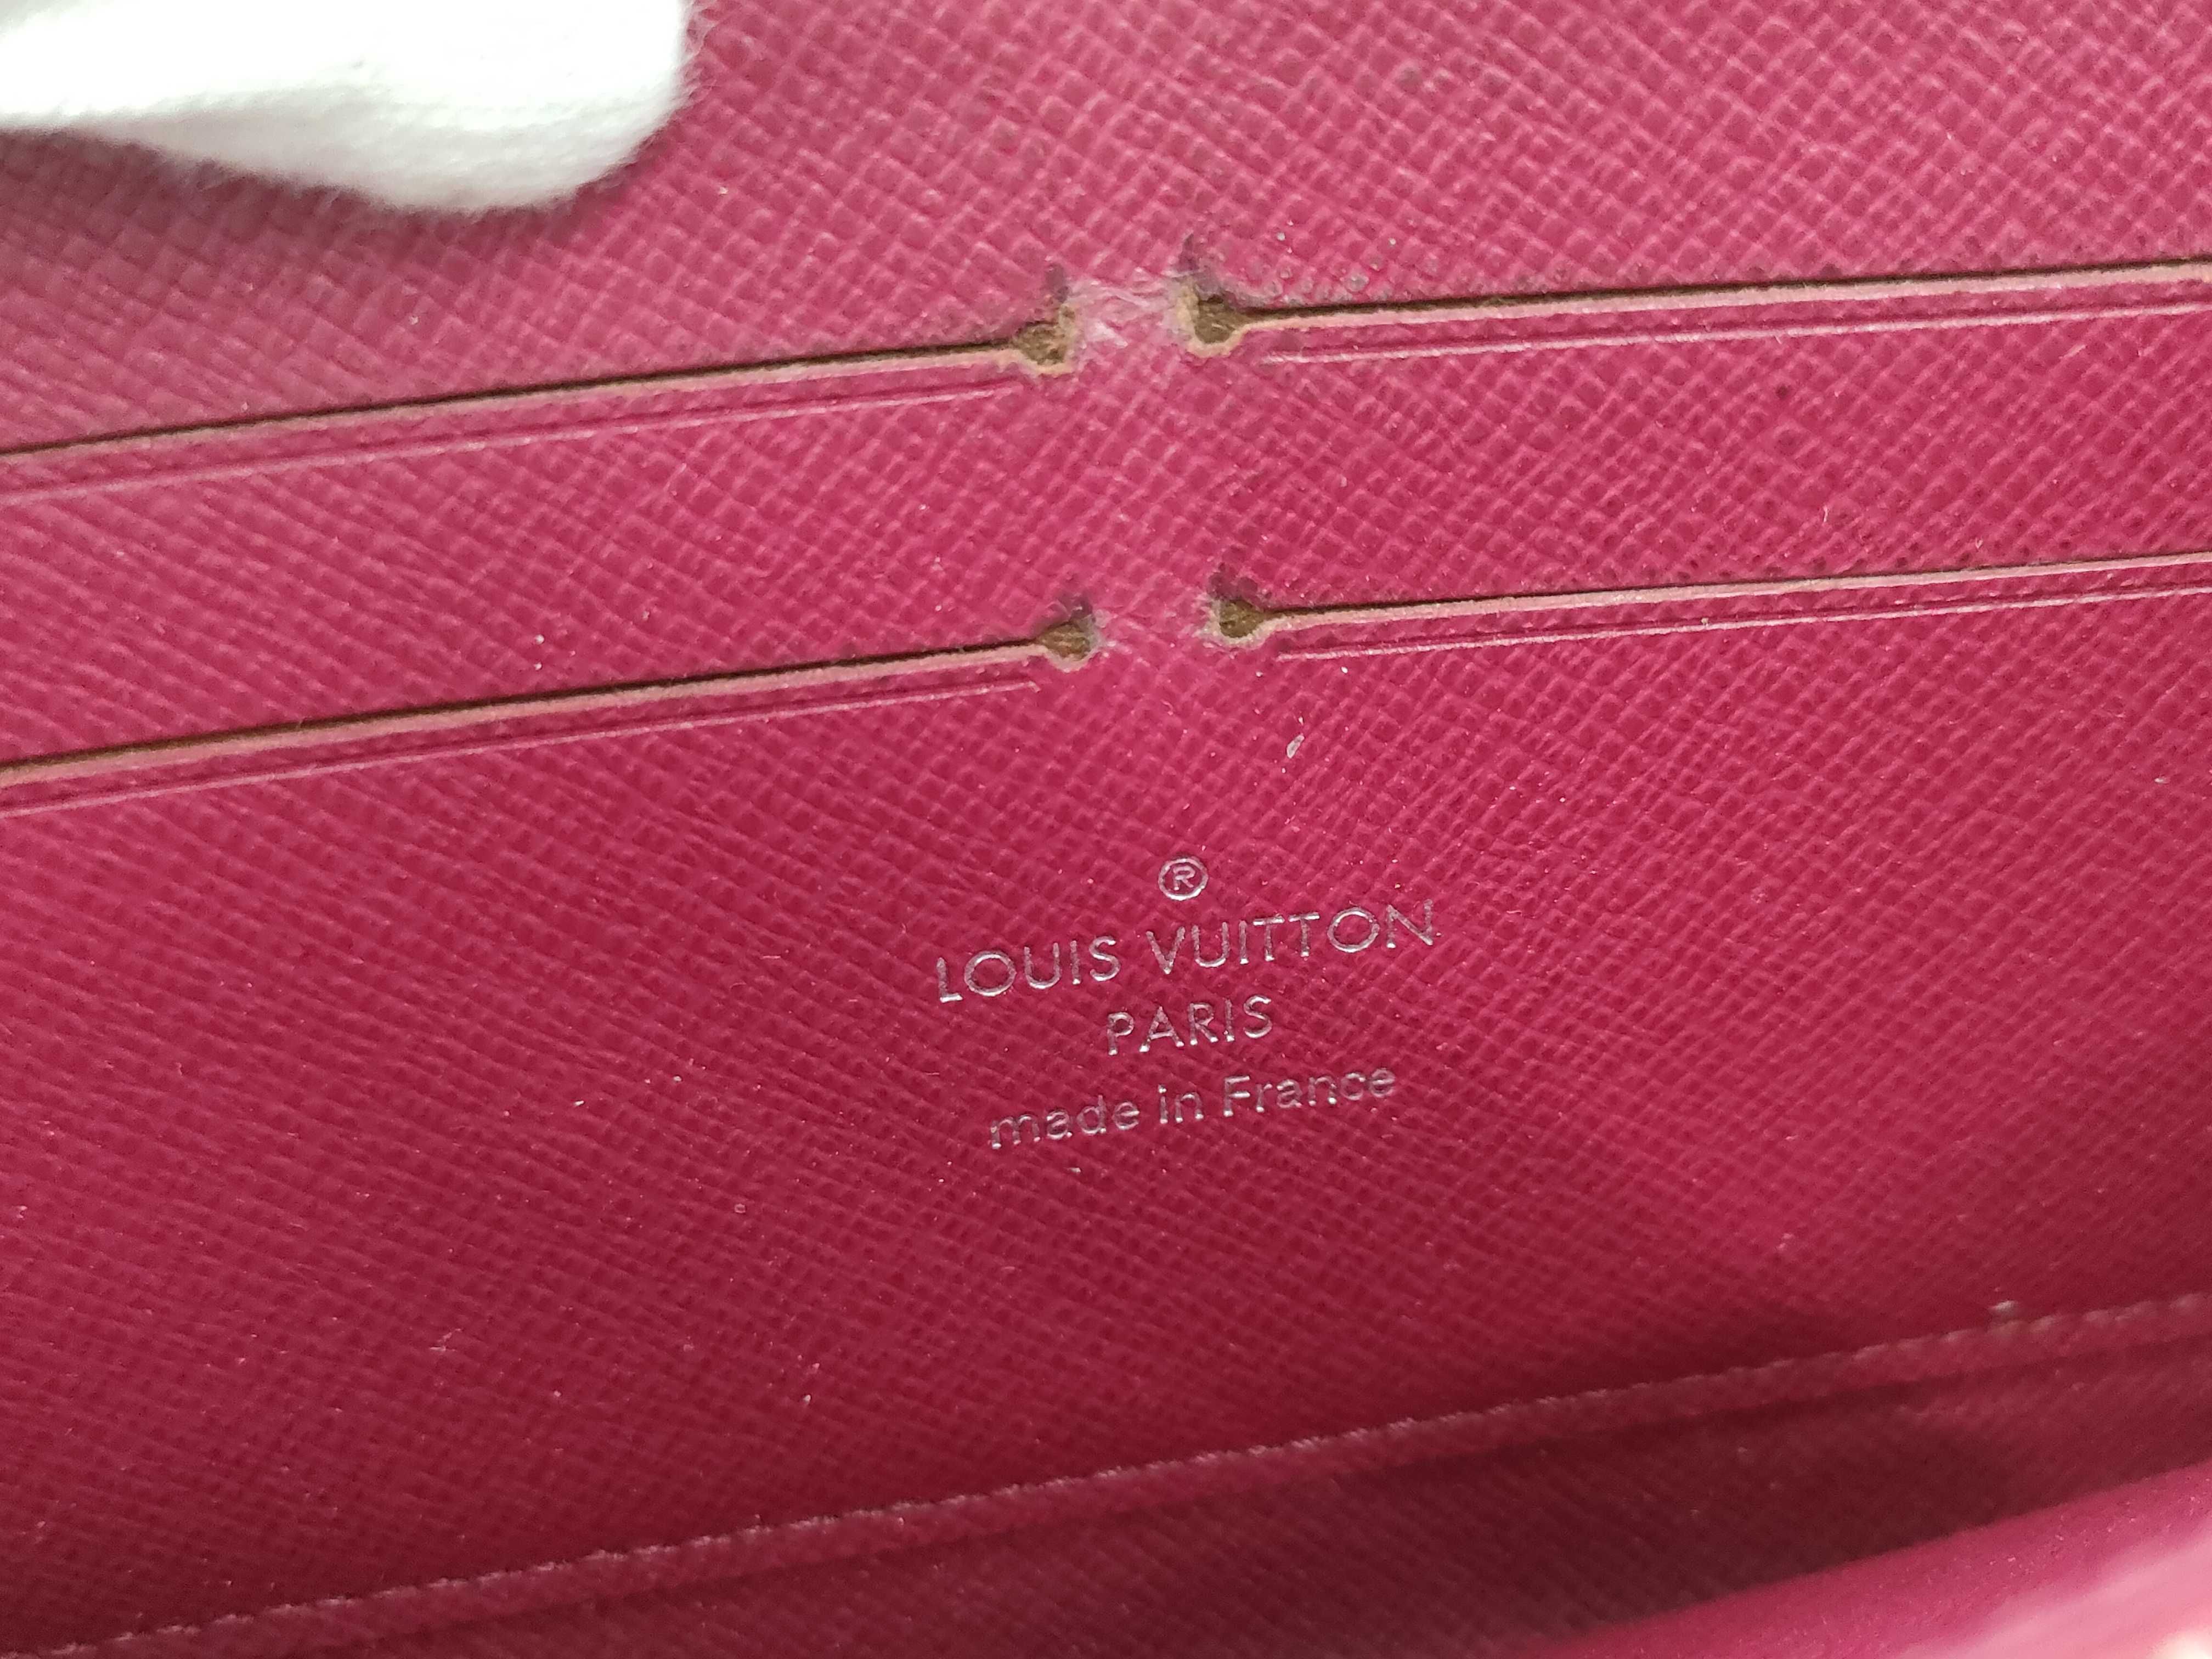 ®
LOUIS VUITTON
PARIS
made in France